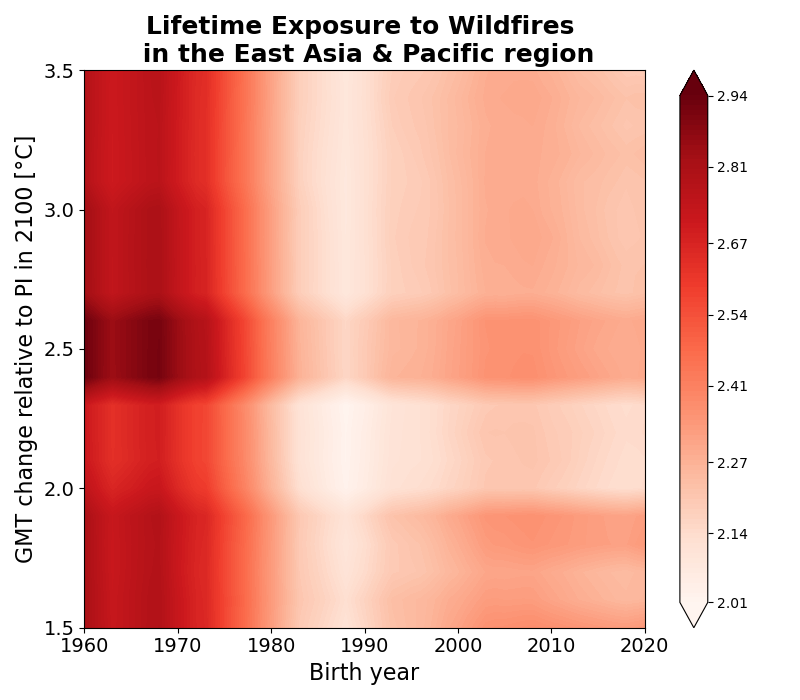 Lifetime Exposure to Wildfires
in the East Asia & Pacific region
GMT change relative to PI in 2100 [°C]
3.5
3.0
2.5
2.0
1.5
1960 1970 1980 1990 2000 2010 2020
Birth year
2.94
2.81
2.67
2.54
2.41
2.27
2.14
2.01